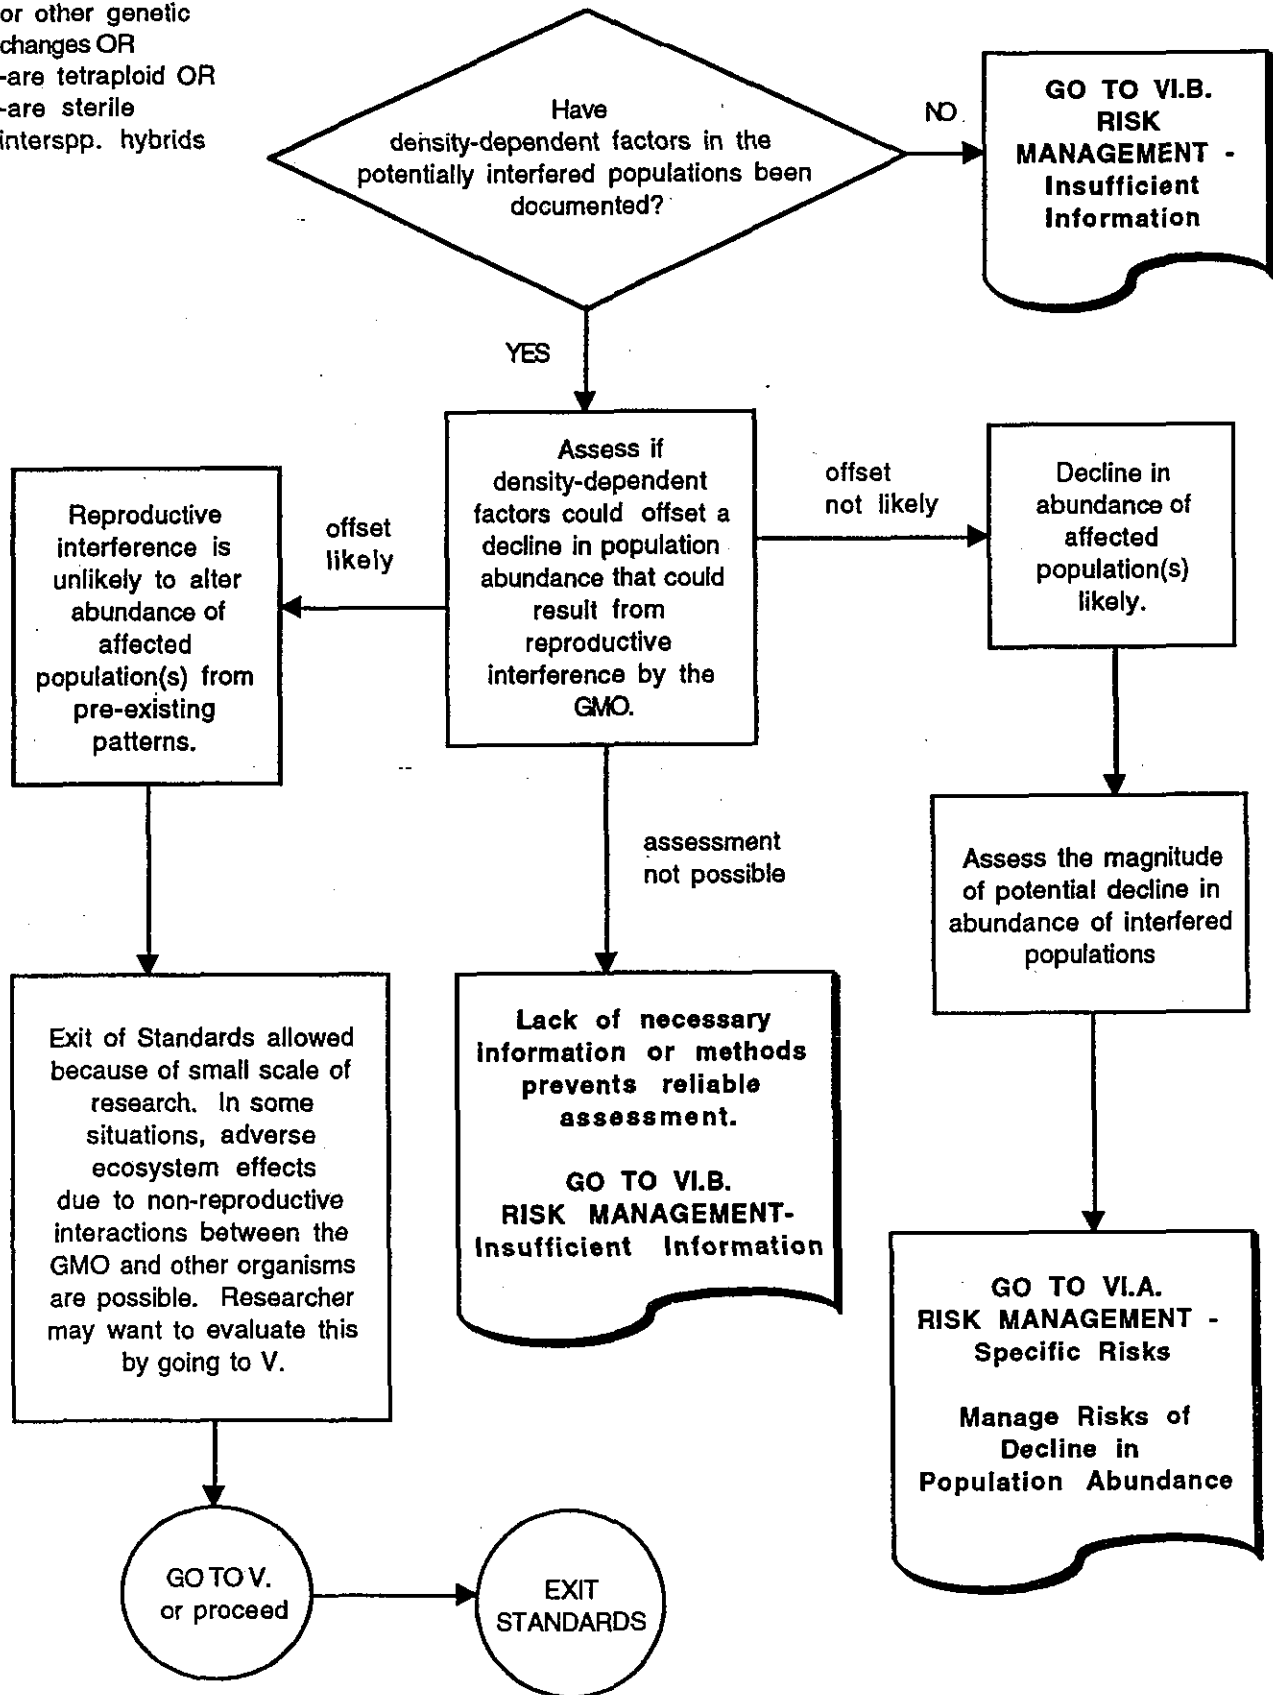 or other genetic
changes OR
-are tetraploid OR
-are sterile
interspp. hybrids
Have
density-dependent factors in the
potentially interfered populations been
documented?
NO
GO TO VI.B.
RISK
MANAGEMENT -
Insufficient
Information
YES
Assess if
density-dependent
factors could offset a
decline in population
abundance that could
result from
reproductive
interference by the
GMO.
offset
likely
Reproductive
interference is
unlikely to alter
abundance of
affected
population(s) from
pre-existing
patterns.
offset
not likely
Decline in
abundance of
affected
population(s)
likely.
assessment
not possible
Assess the magnitude
of potential decline in
abundance of interfered
populations
Exit of Standards allowed
because of small scale of
research. In some
situations, adverse
ecosystem effects
due to non-reproductive
interactions between the
GMO and other organisms
are possible. Researcher
may want to evaluate this
by going to V.
Lack of necessary
information or methods
prevents reliable
assessment.
GO TO VI.B.
RISK MANAGEMENT-
Insufficient Information
GO TO VI.A.
RISK MANAGEMENT -
Specific Risks
Manage Risks of
Decline in
Population Abundance
GO TO V.
or proceed
EXIT
STANDARDS